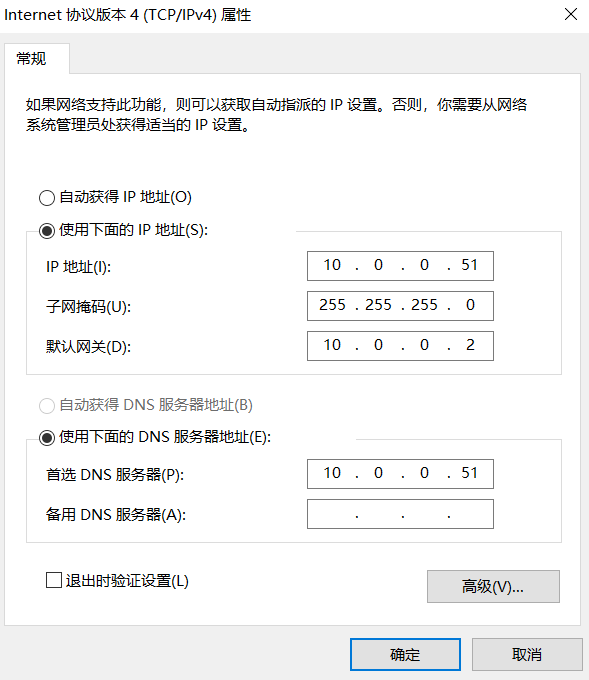 Internet 协议版本 4 (TCP/IPv4) 属性
常规
如果网络支持此功能，则可以获取自动指派的 IP 设置。否则，你需要从网络
系统管理员处获得适当的 IP 设置。
自动获得 IP 地址(O)
使用下面的 IP 地址(S):
IP 地址(I): 10 . 0 . 0 . 51
子网掩码(U): 255 . 255 . 255 . 0
默认网关(D): 10 . 0 . 0 . 2
自动获得 DNS 服务器地址(B)
使用下面的 DNS 服务器地址(E):
首选 DNS 服务器(P): 10 . 0 . 0 . 51
备用 DNS 服务器(A): . . .
退出时验证设置(L)
高级(V)...
确定 取消